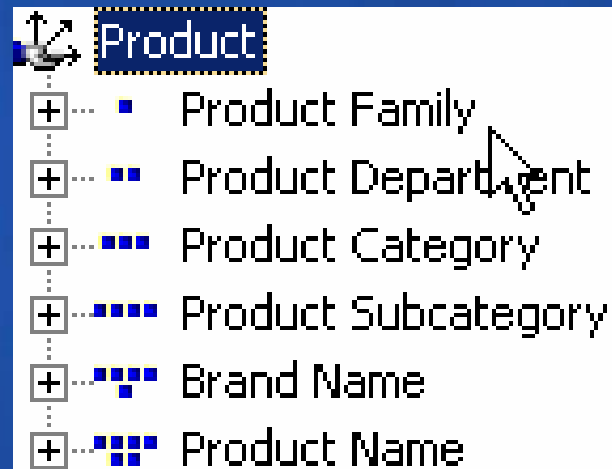 Product
Product Family
Product Department
Product Category
Product Subcategory
Brand Name
Product Name